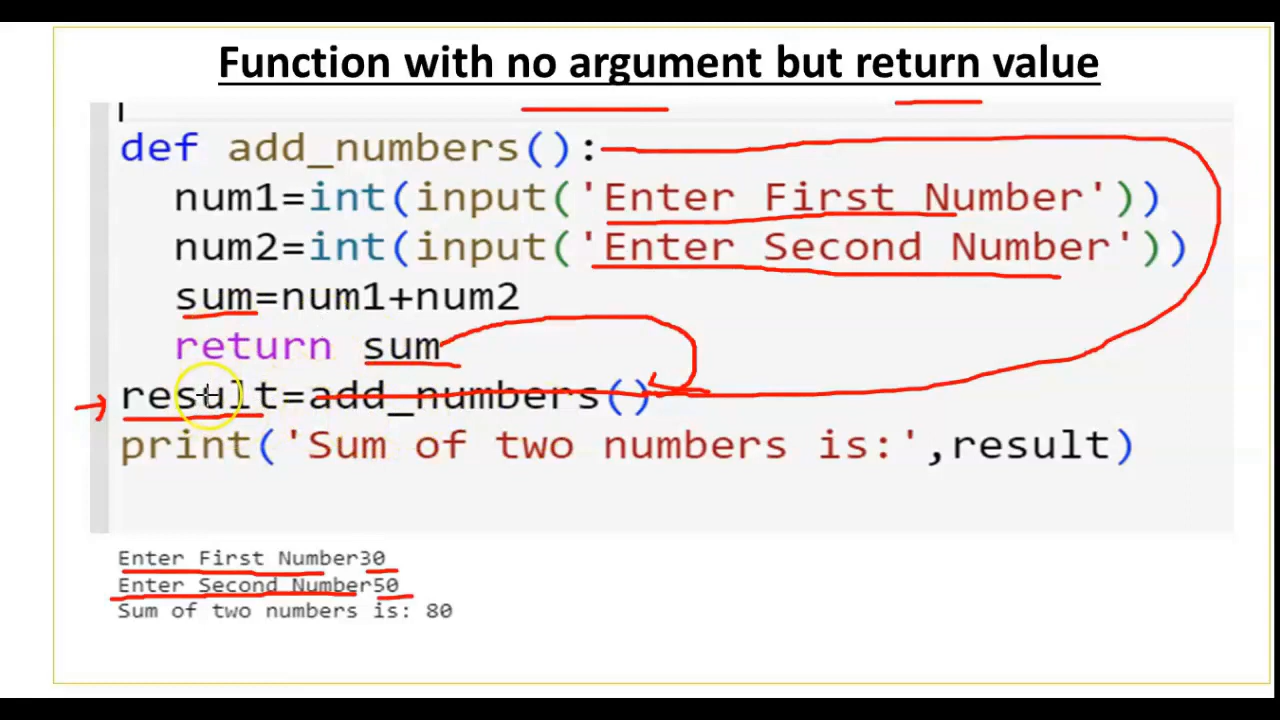 Function with no argument but return value
def add_numbers():
num1=int(input('Enter First Number'))
num2=int(input('Enter Second Number'))
sum=num1+num2
return sum
result=add_numbers()
print('Sum of two numbers is:',result)
Enter First Number30
Enter Second Number50
Sum of two numbers is: 80